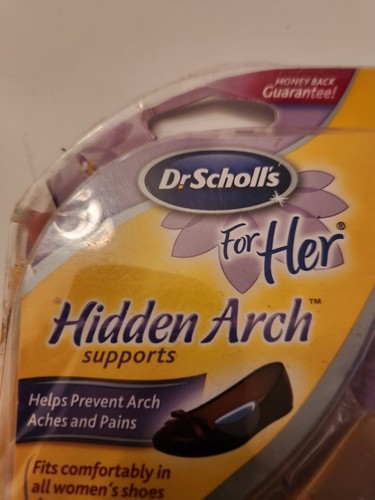 MONEY BACK
Guarantee!
Dr.Scholl's
For Her®
Hidden Arch™
supports
Helps Prevent Arch
Aches and Pains
Fits comfortably in
all women's shoes